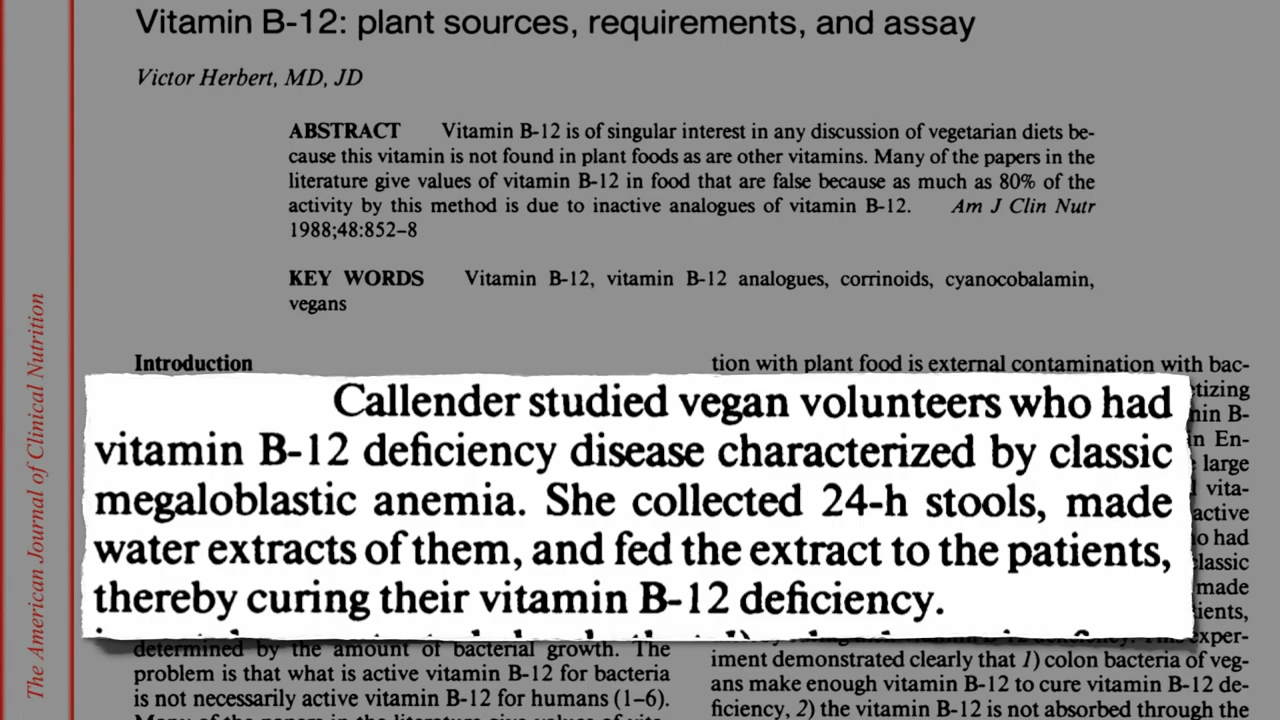 Vitamin B-12: plant sources, requirements, and assay
Victor Herbert, MD, JD
ABSTRACT Vitamin B-12 is of singular interest in any discussion of vegetarian diets be-
cause this vitamin is not found in plant foods as are other vitamins. Many of the papers in the
literature give values of vitamin B-12 in food that are false because as much as 80% of the
activity by this method is due to inactive analogues of vitamin B-12. Am J Clin Nutr
1988;48:852–8
KEY WORDS Vitamin B-12, vitamin B-12 analogues, corrinoids, cyanocobalamin,
vegans
The American Journal of Clinical Nutrition
Introduction
tion with plant food is external contamination with bac-
Callender studied vegan volunteers who had
vitamin B-12 deficiency disease characterized by classic
megaloblastic anemia. She collected 24-h stools, made
water extracts of them, and fed the extract to the patients,
thereby curing their vitamin B-12 deficiency.
determined by the amount of bacterial growth. The
problem is that what is active vitamin B-12 for bacteria
is not necessarily active vitamin B-12 for humans (1–6).
large
active
had
made
iment demonstrated clearly that 1) colon bacteria of veg-
ans make enough vitamin B-12 to cure vitamin B-12 de-
ficiency, 2) the vitamin B-12 is not absorbed through the